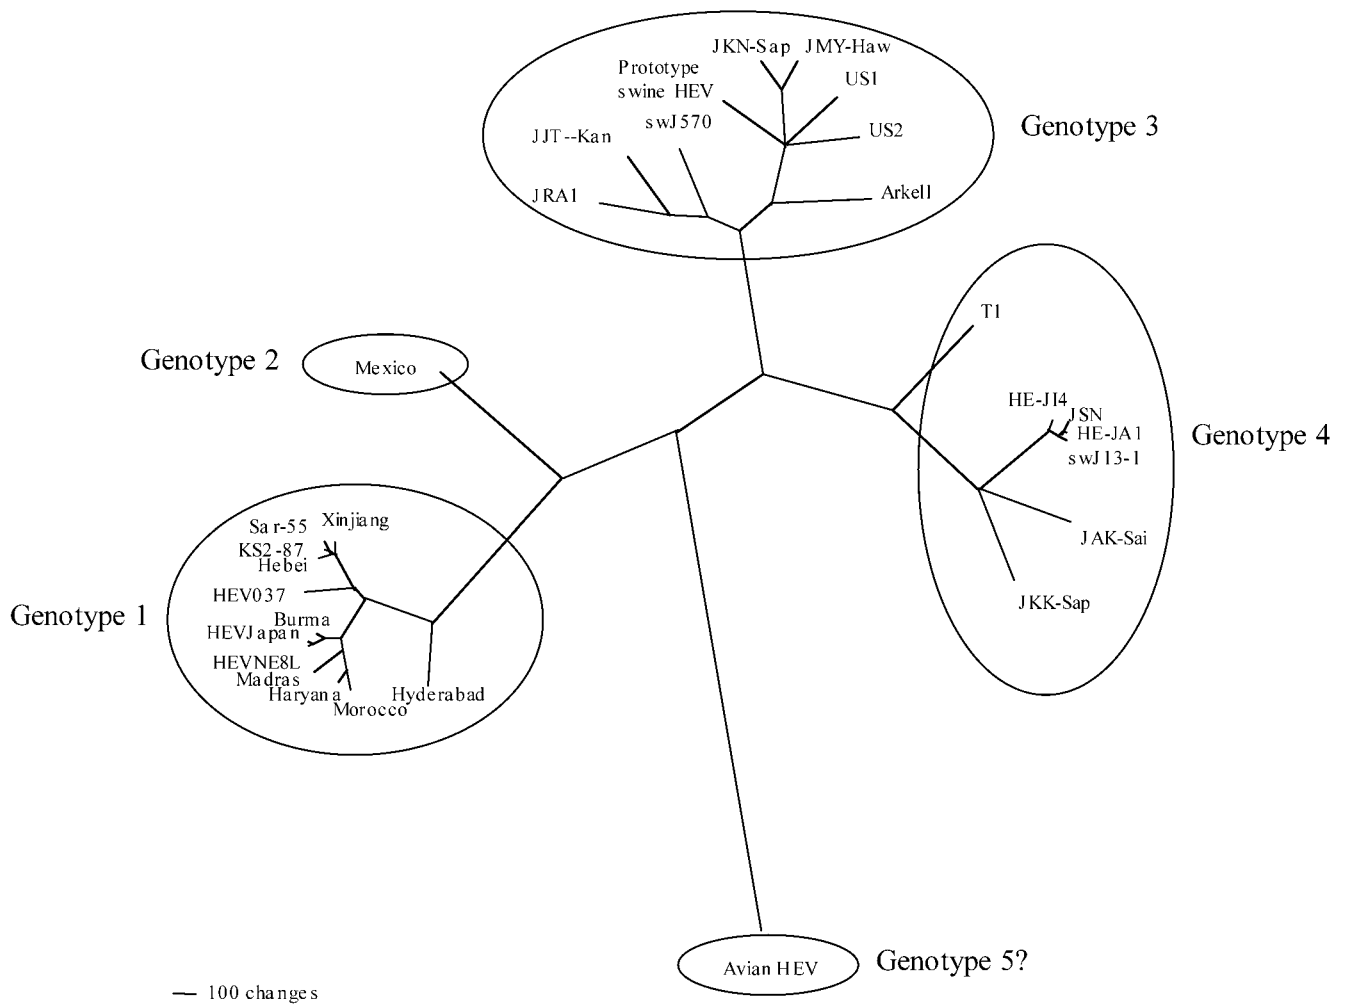 JKN-Sap JMY-Haw
Prototype
swine HEV
US1
swJ570
US2
JJT--Kan
Genotype 3
JRA1
Arkell
T1
Genotype 2
Mexico
HE-JI4
JSN
HE-JA1
swJ13-1
Genotype 4
Sar-55
Xinjiang
KS2-87
Hebei
JAK-Sai
HEV037
JKK-Sap
Genotype 1
Burma
HEVJapan
HEVNE8L
Madras
Haryana
Hyderabad
Morocco
Avian HEV
Genotype 5?
100 changes